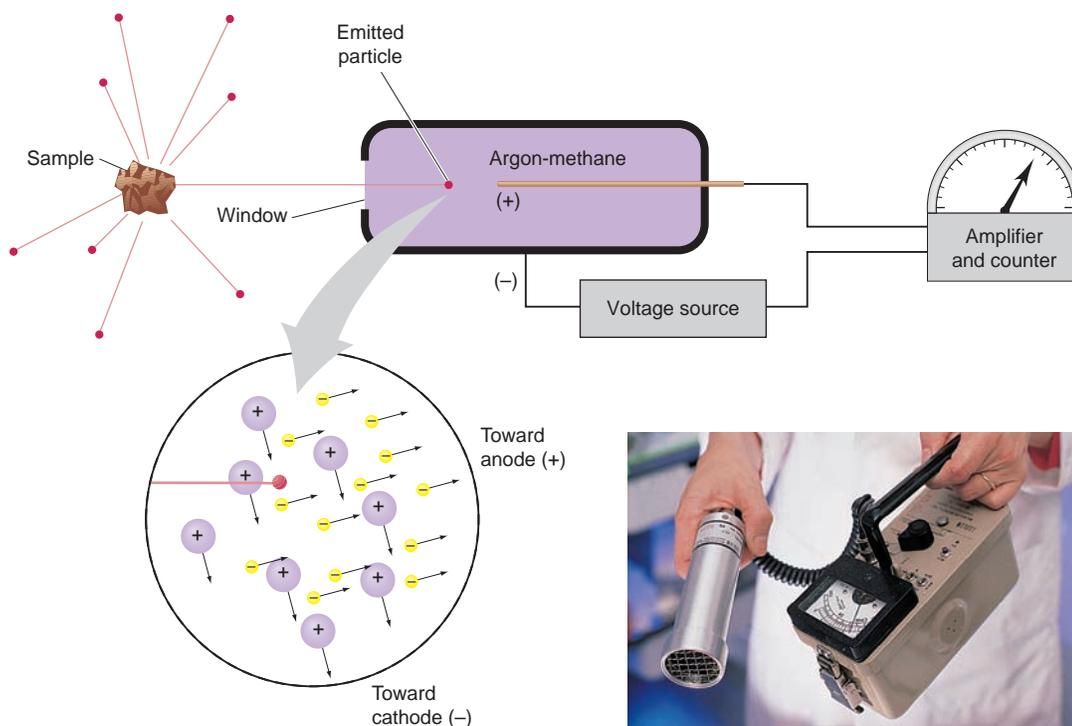 Emitted
particle
Sample
Argon-methane
(+)
Window
(–)
Voltage source
Amplifier
and counter
+
–
–
–
+
–
+
–
+
–
–
–
+
–
+
–
–
+
–
–
+
–
+
Toward
anode (+)
Toward
cathode (–)